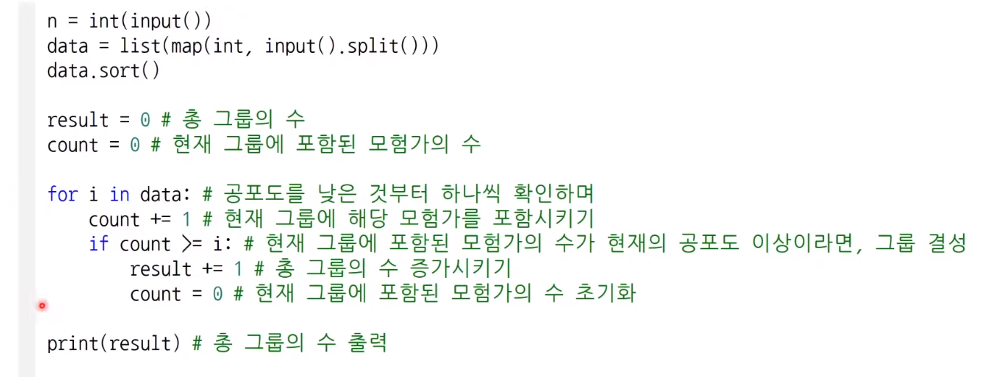 n = int(input())
data = list(map(int, input().split()))
data.sort()
result = 0 # 총 그룹의 수
count = 0 # 현재 그룹에 포함된 모험가의 수
for i in data: # 공포도를 낮은 것부터 하나씩 확인하며
count += 1 # 현재 그룹에 해당 모험가를 포함시키기
if count >= i: # 현재 그룹에 포함된 모험가의 수가 현재의 공포도 이상이라면, 그룹 결성
result += 1 # 총 그룹의 수 증가시키기
count = 0 # 현재 그룹에 포함된 모험가의 수 초기화
print(result) # 총 그룹의 수 출력